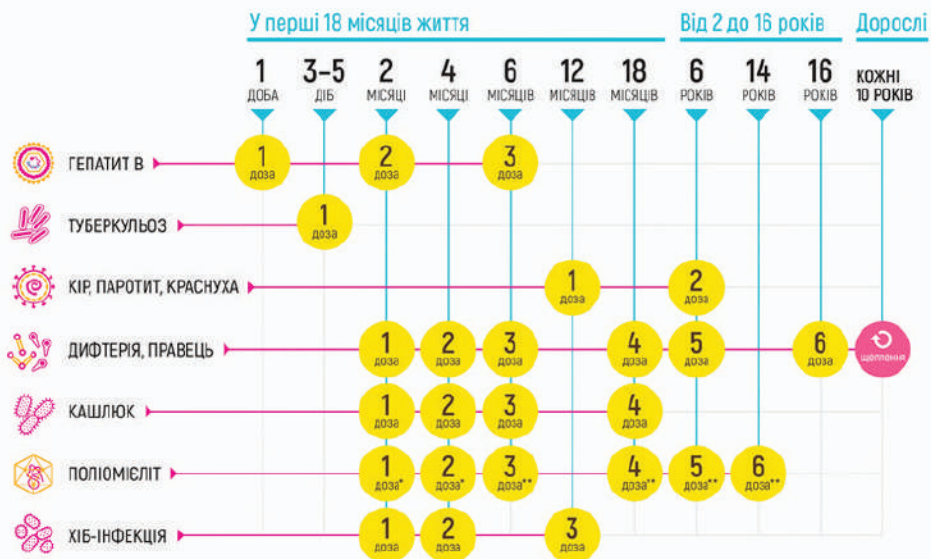 У перші 18 місяців життя Від 2 до 16 років Дорослі
1 3–5 2 4 6 12 18 6 14 16 КОЖНІ
ДОБА ДІБ МІСЯЦІ МІСЯЦІ МІСЯЦІВ МІСЯЦІВ МІСЯЦІВ РОКІВ РОКІВ РОКІВ 10 РОКІВ
ГЕПАТИТ В 1 доза 2 доза 3 доза
ТУБЕРКУЛЬОЗ 1 доза
КІР, ПАРОТИТ, КРАСНУХА 1 доза 2 доза
ДИФТЕРІЯ, ПРАВЕЦЬ 1 доза 2 доза 3 доза 4 доза 5 доза 6 доза щеплення
КАШЛЮК 1 доза 2 доза 3 доза 4 доза
ПОЛІОМІЄЛІТ 1 доза* 2 доза* 3 доза** 4 доза** 5 доза** 6 доза**
ХІБ-ІНФЕКЦІЯ 1 доза 2 доза 3 доза